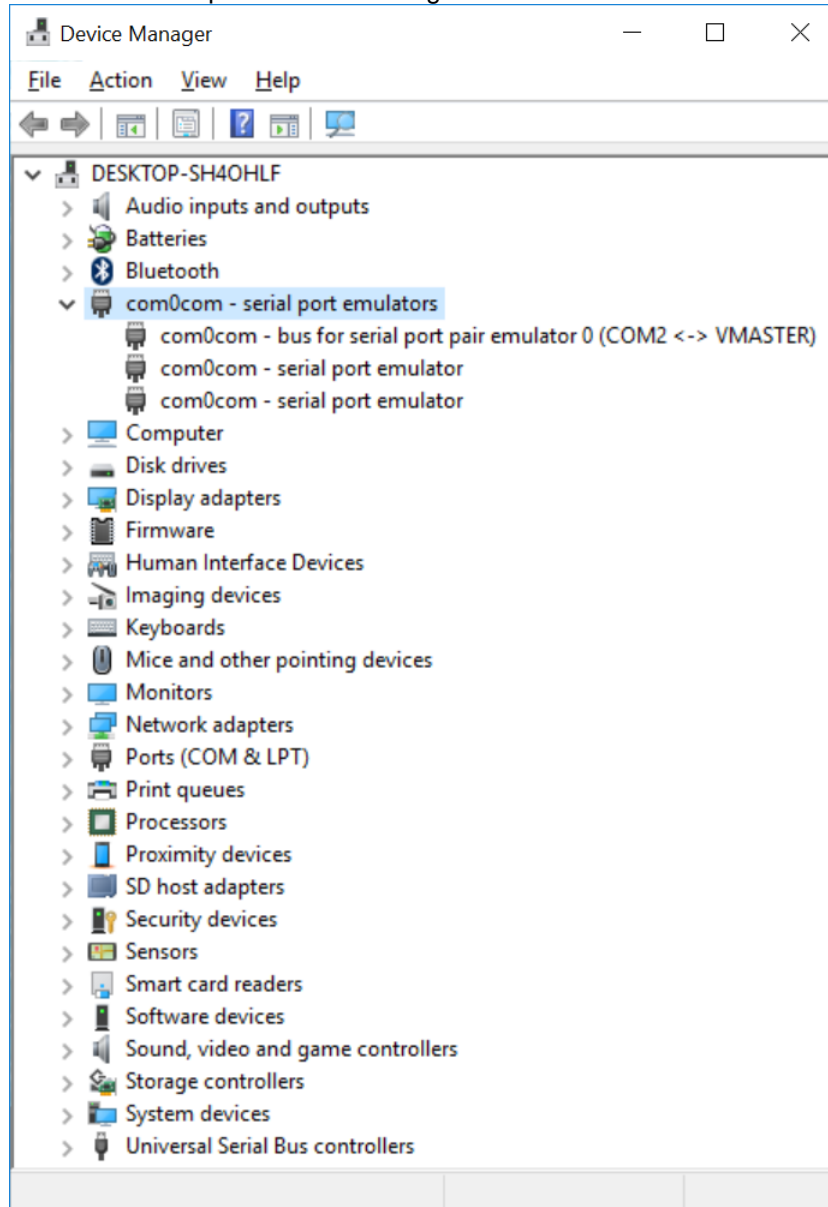 Device Manager
File Action View Help
DESKTOP-SH4OHLF
Audio inputs and outputs
Batteries
Bluetooth
com0com - serial port emulators
com0com - bus for serial port pair emulator 0 (COM2 <-> VMASTER)
com0com - serial port emulator
com0com - serial port emulator
Computer
Disk drives
Display adapters
Firmware
Human Interface Devices
Imaging devices
Keyboards
Mice and other pointing devices
Monitors
Network adapters
Ports (COM & LPT)
Print queues
Processors
Proximity devices
SD host adapters
Security devices
Sensors
Smart card readers
Software devices
Sound, video and game controllers
Storage controllers
System devices
Universal Serial Bus controllers